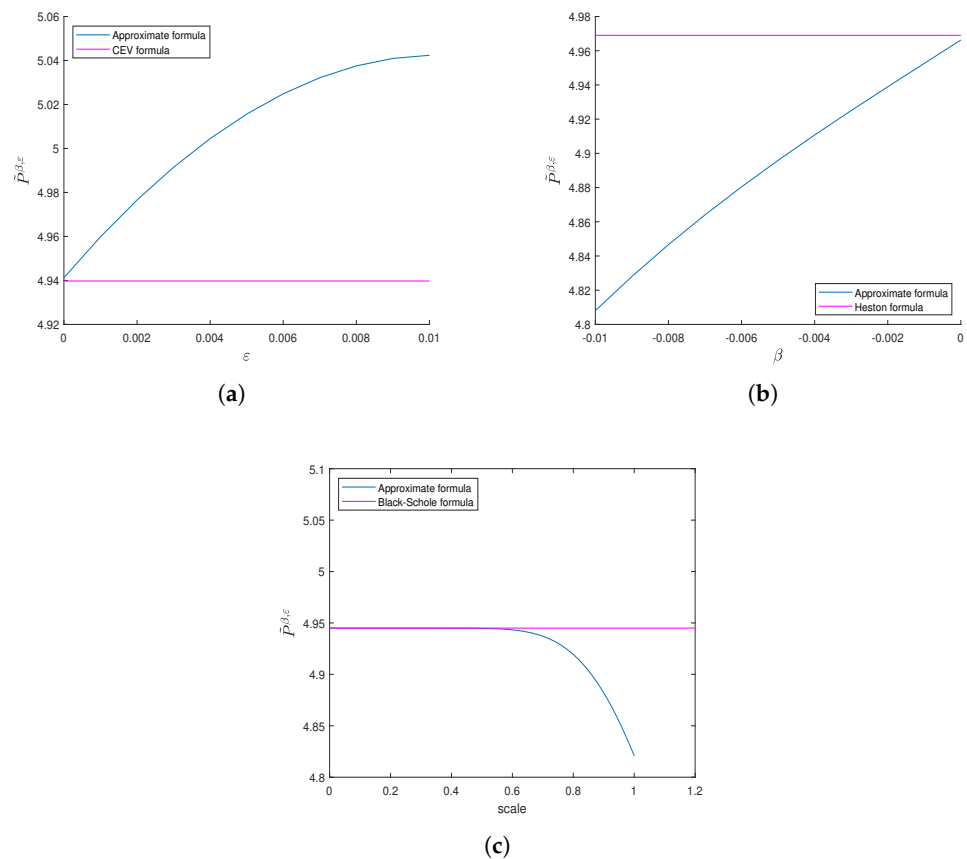 5.06
5.04
5.02
5
4.98
4.96
4.94
4.92
P̃^{β,ε}
Approximate formula
CEV formula
0
0.002
0.004
0.006
0.008
0.01
ε
(a)
4.98
4.96
4.94
4.92
4.9
4.88
4.86
4.84
4.82
4.8
P̃^{β,ε}
Approximate formula
Heston formula
-0.01
-0.008
-0.006
-0.004
-0.002
0
β
(b)
5.1
5.05
5
4.95
4.9
4.85
4.8
P̃^{β,ε}
Approximate formula
Black-Schole formula
0
0.2
0.4
0.6
0.8
1
1.2
scale
(c)